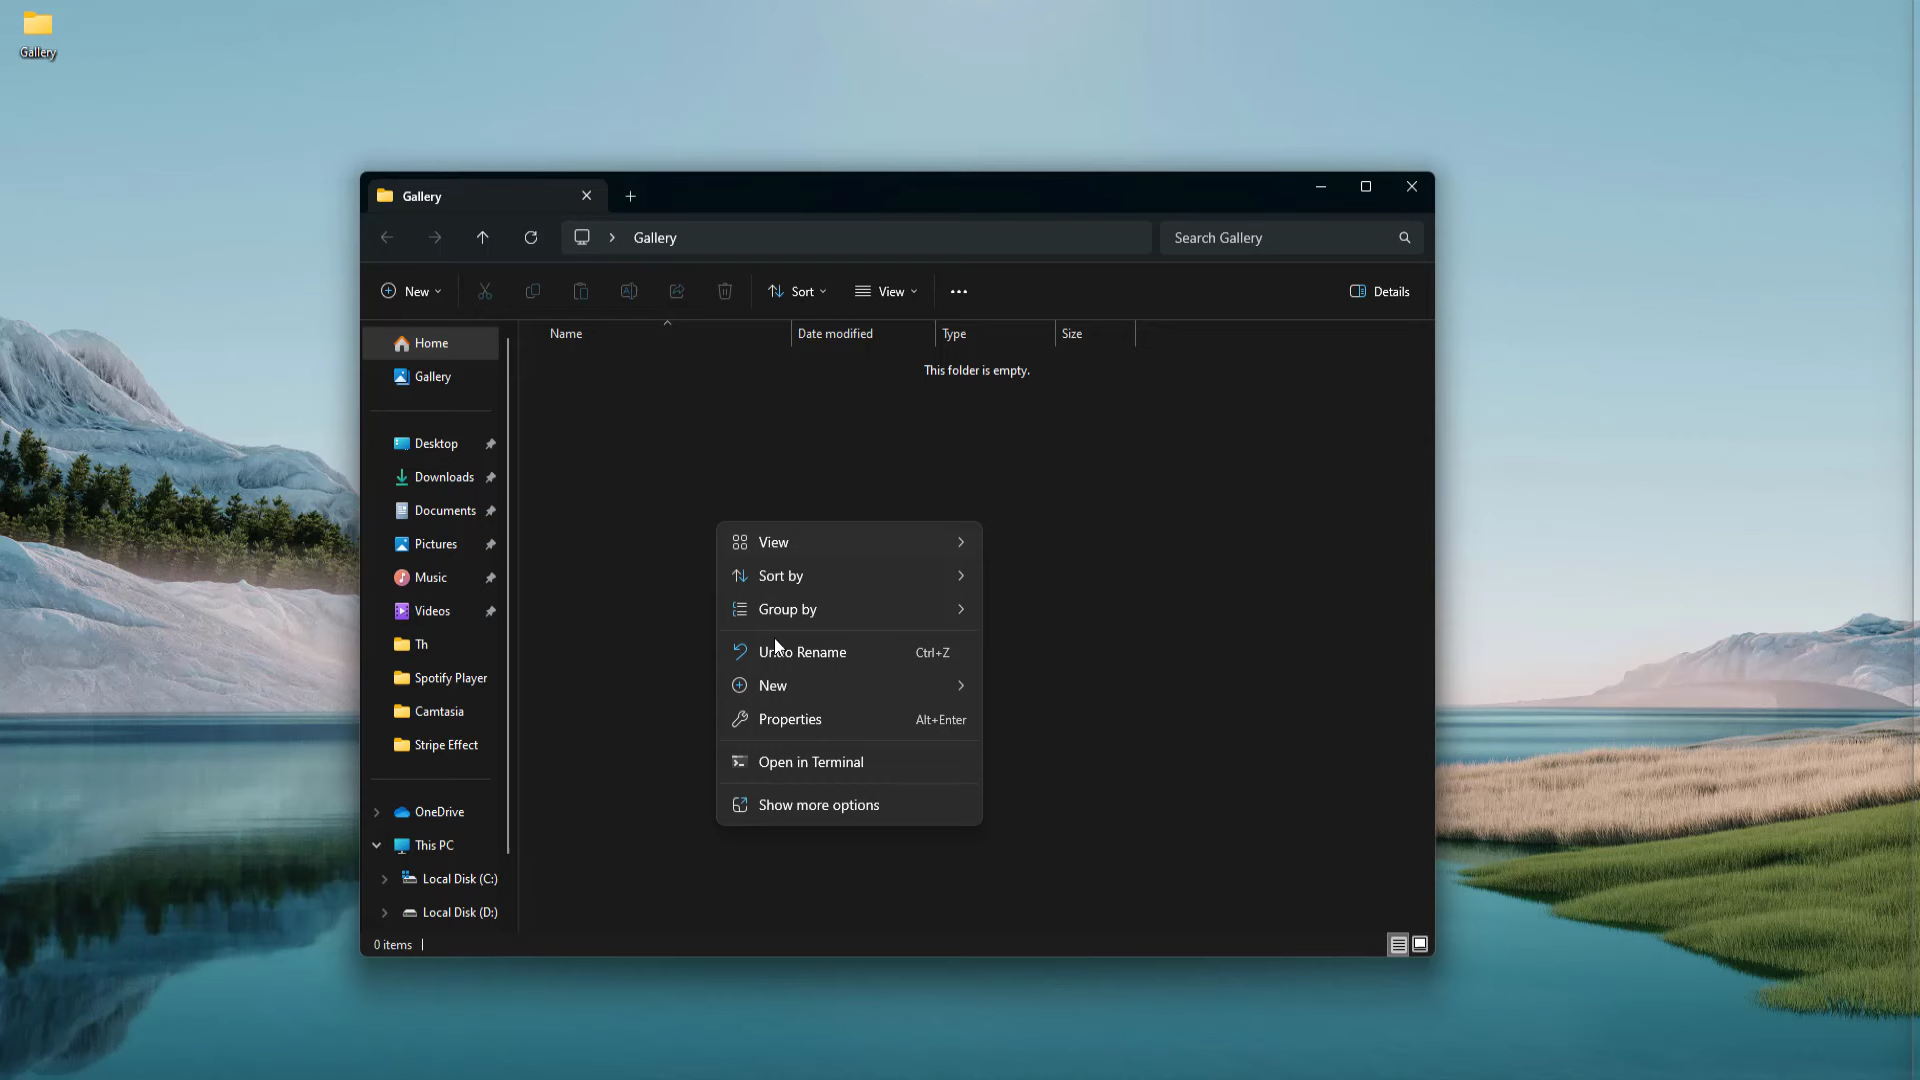 Gallery
Gallery
Gallery
Search Gallery
New
Sort
View
Details
Home
Gallery
Desktop
Downloads
Documents
Pictures
Music
Videos
Th
Spotify Player
Camtasia
Stripe Effect
OneDrive
This PC
Local Disk (C:)
Local Disk (D:)
Name Date modified Type Size
This folder is empty.
View
Sort by
Group by
Undo Rename Ctrl+Z
New
Properties Alt+Enter
Open in Terminal
Show more options
0 items